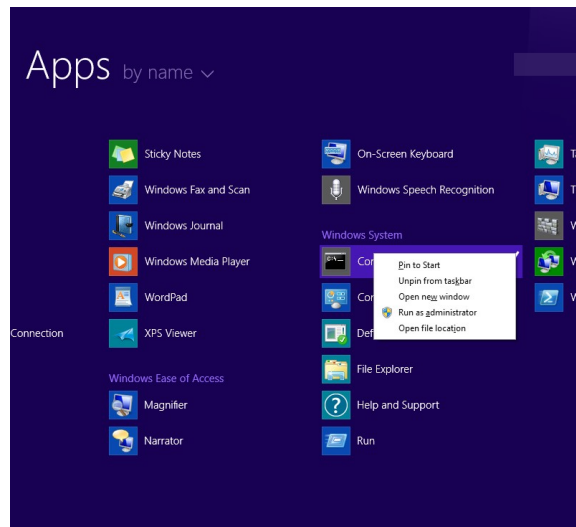 Apps by name
Connection
Sticky Notes
Windows Fax and Scan
Windows Journal
Windows Media Player
WordPad
XPS Viewer
Windows Ease of Access
Magnifier
Narrator
On-Screen Keyboard
Windows Speech Recognition
Windows System
Pin to Start
Unpin from taskbar
Open new window
Run as administrator
Open file location
File Explorer
Help and Support
Run